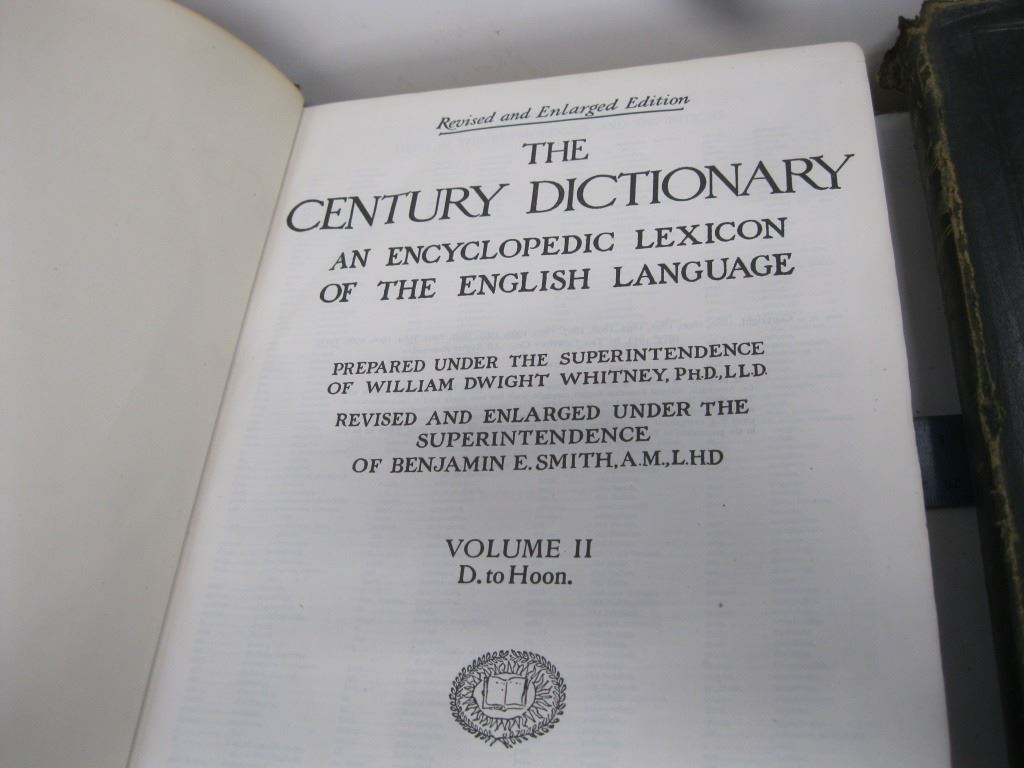 Revised and Enlarged Edition
THE
CENTURY DICTIONARY
AN ENCYCLOPEDIC LEXICON
OF THE ENGLISH LANGUAGE
PREPARED UNDER THE SUPERINTENDENCE
OF WILLIAM DWIGHT WHITNEY, PH.D., LL.D.
REVISED AND ENLARGED UNDER THE
SUPERINTENDENCE
OF BENJAMIN E. SMITH, A.M., L.H.D
VOLUME II
D. to Hoon.